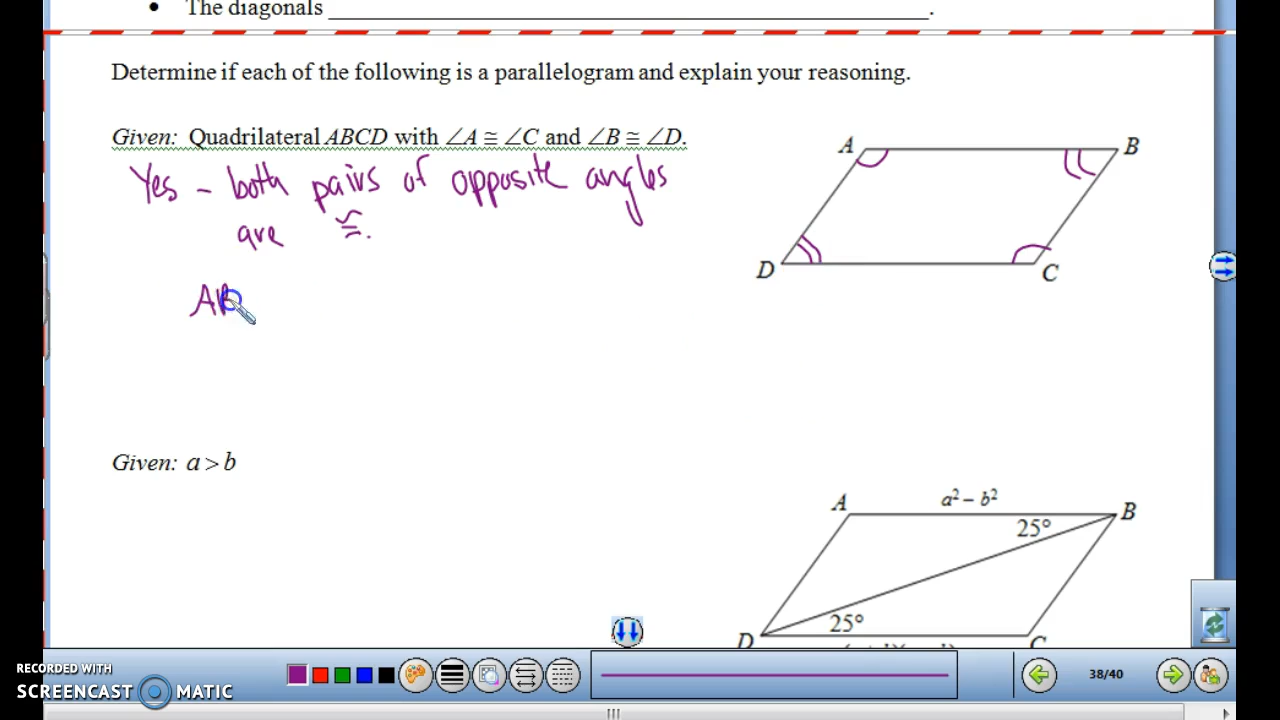 • The diagonals ______________________________.
Determine if each of the following is a parallelogram and explain your reasoning.
Given: Quadrilateral ABCD with ∠A ≅ ∠C and ∠B ≅ ∠D.
Yes – both pairs of opposite angles
are ≅.
A B
D C
Given: a > b
A a² – b² B
25°
25°
D C
RECORDED WITH
SCREENCAST MATIC
38/40